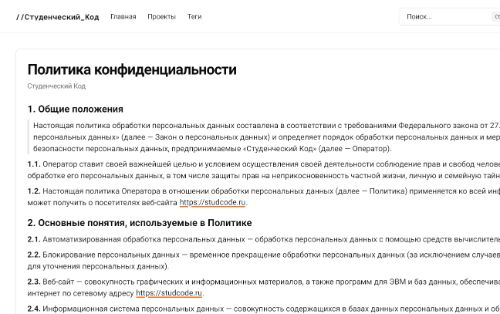 //Студенческий_Код Главная Проекты Теги Поиск...
Политика конфиденциальности
Студенческий Код
1. Общие положения
Настоящая политика обработки персональных данных составлена в соответствии с требованиями Федерального закона от 27.
персональных данных» (далее — Закон о персональных данных) и определяет порядок обработки персональных данных и мер
безопасности персональных данных, предпринимаемые «Студенческий Код» (далее — Оператор).
1.1. Оператор ставит своей важнейшей целью и условием осуществления своей деятельности соблюдение прав и свобод челове
обработке его персональных данных, в том числе защиты прав на неприкосновенность частной жизни, личную и семейную тай
1.2. Настоящая политика Оператора в отношении обработки персональных данных (далее — Политика) применяется ко всей инф
может получить о посетителях веб-сайта https://studcode.ru.
2. Основные понятия, используемые в Политике
2.1. Автоматизированная обработка персональных данных — обработка персональных данных с помощью средств вычислитель
2.2. Блокирование персональных данных — временное прекращение обработки персональных данных (за исключением случаев
для уточнения персональных данных).
2.3. Веб-сайт — совокупность графических и информационных материалов, а также программ для ЭВМ и баз данных, обеспечива
интернет по сетевому адресу https://studcode.ru.
2.4. Информационная система персональных данных — совокупность содержащихся в базах данных персональных данных и об